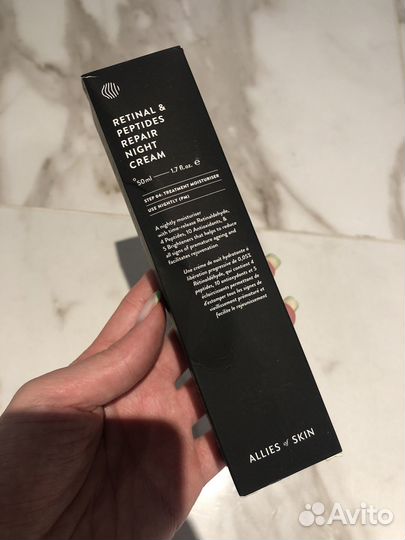 RETINAL &
PEPTIDES
REPAIR
NIGHT
CREAM
50ml — 1.7 fl.oz. e
STEP 04: TREATMENT MOISTURISER
USE NIGHTLY (PM)
A nightly moisturiser
with time-release Retinaldehyde,
4 Peptides, 10 Antioxidants, &
5 Brighteners that helps to reduce
all signs of premature ageing and
facilitates rejuvenation
Une crème de nuit hydratante à
libération progressive de 0,05%
Rétinaldéhyde, qui contient 4
peptides, 10 antioxydants et 5
éclaircissants permettant
d'estomper tous les signes de
vieillissement prématuré et
facilite le rajeunissement
ALLIES of SKIN
Avito